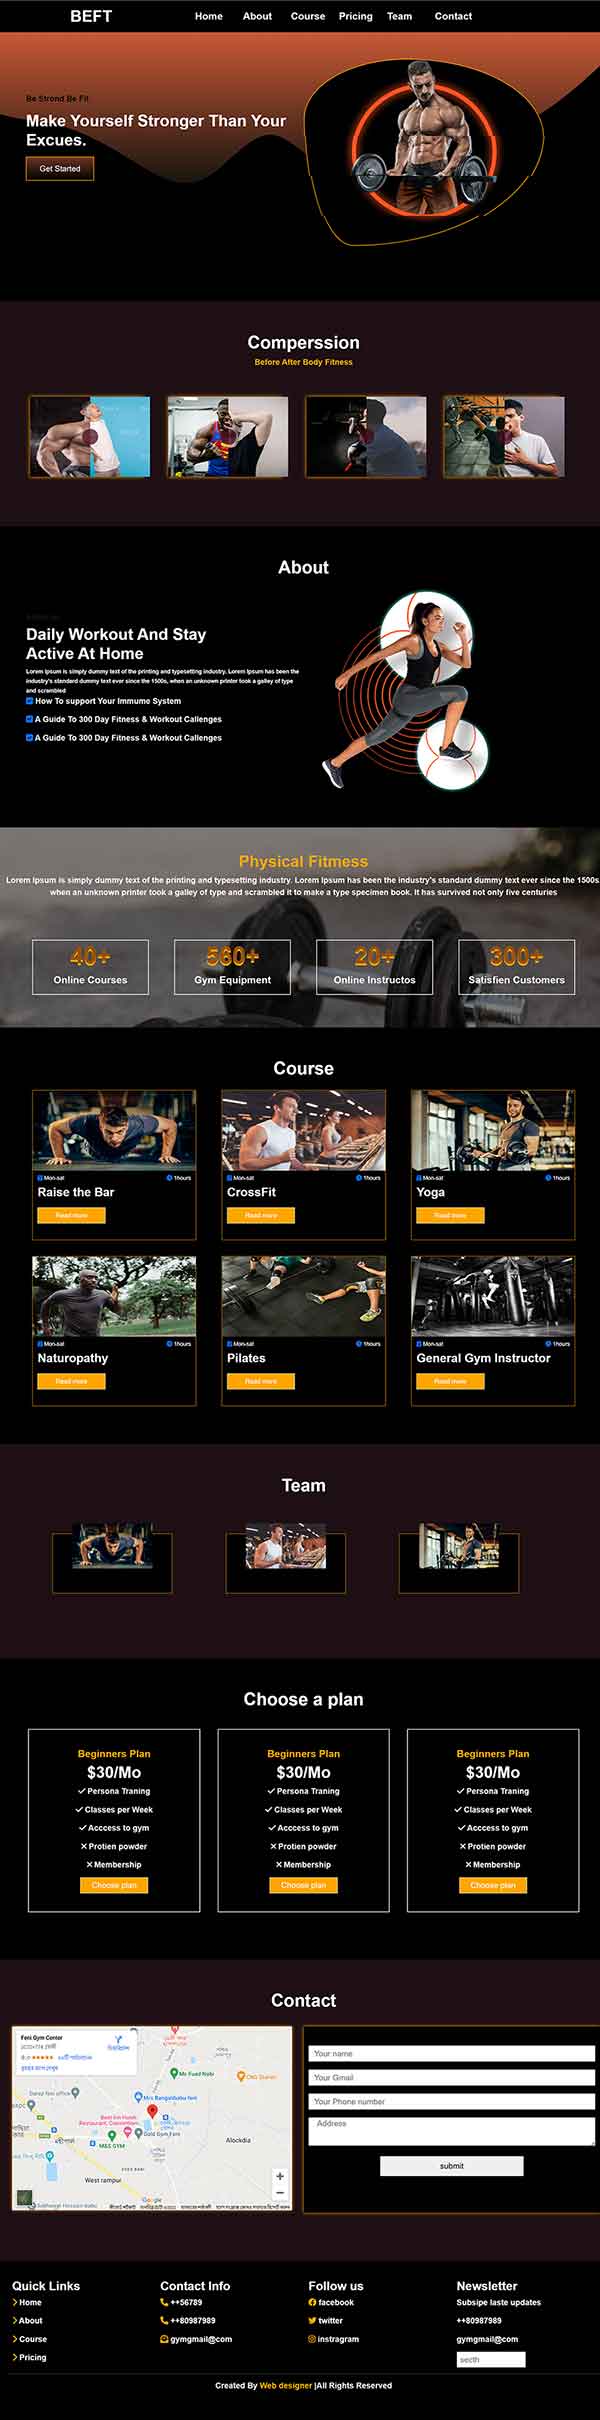 BEFT
Home About Course Pricing Team Contact
Be Strond Be Fit
Make Yourself Stronger Than Your
Excues.
Get Started
Comperssion
Before After Body Fitness
About
Daily Workout And Stay
Active At Home
Lorem Ipsum is simply dummy text of the printing and typesetting industry. Lorem Ipsum has been the
industry's standard dummy text ever since the 1500s, when an unknown printer took a galley of type
and scrambled
How To support Your Immume System
A Guide To 300 Day Fitness & Workout Callenges
A Guide To 300 Day Fitness & Workout Callenges
Physical Fitmess
Lorem Ipsum is simply dummy text of the printing and typesetting industry. Lorem Ipsum has been the industry's standard dummy text ever since the 1500s,
when an unknown printer took a galley of type and scrambled it to make a type specimen book. It has survived not only five centuries
40+ 560+ 20+ 300+
Online Courses Gym Equipment Online Instructos Satisfien Customers
Course
Mon-sat 1hours Mon-sat 1hours Mon-sat 1hours
Raise the Bar CrossFit Yoga
Read more Read more Read more
Mon-sat 1hours Mon-sat 1hours Mon-sat 1hours
Naturopathy Pilates General Gym Instructor
Read more Read more Read more
Team
Choose a plan
Beginners Plan Beginners Plan Beginners Plan
$30/Mo $30/Mo $30/Mo
Persona Traning Persona Traning Persona Traning
Classes per Week Classes per Week Classes per Week
Acccess to gym Acccess to gym Acccess to gym
Protien powder Protien powder Protien powder
Membership Membership Membership
Choose plan Choose plan Choose plan
Contact
Feni Gym Center
Mc Fuad Nobi
Mrs Rangabibabu feni
Best Inn Hotel
Restaurant, Convention
Gold Gym Feni
M&S GYM
Alockdia
West rampur
Google
Your name
Your Gmail
Your Phone number
Address
submit
Quick Links Contact Info Follow us Newsletter
Home ++56789 facebook Subsipe laste updates
About ++80987989 twitter ++80987989
Course gymgmail@com instragram gymgmail@com
Pricing secth
Created By Web designer |All Rights Reserved